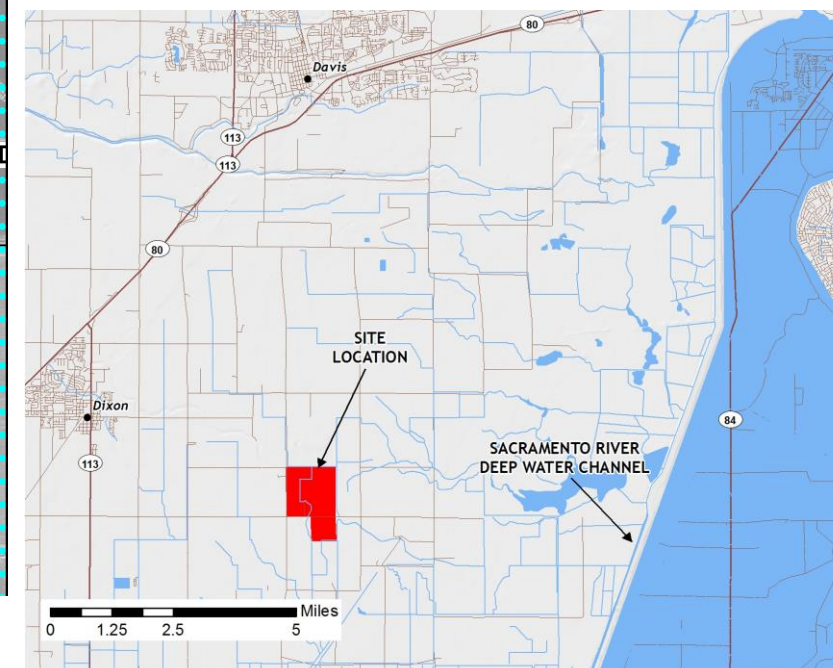 80
Davis
113
113
80
SITE
LOCATION
Dixon
84
113
SACRAMENTO RIVER
DEEP WATER CHANNEL
Miles
0 1.25 2.5 5